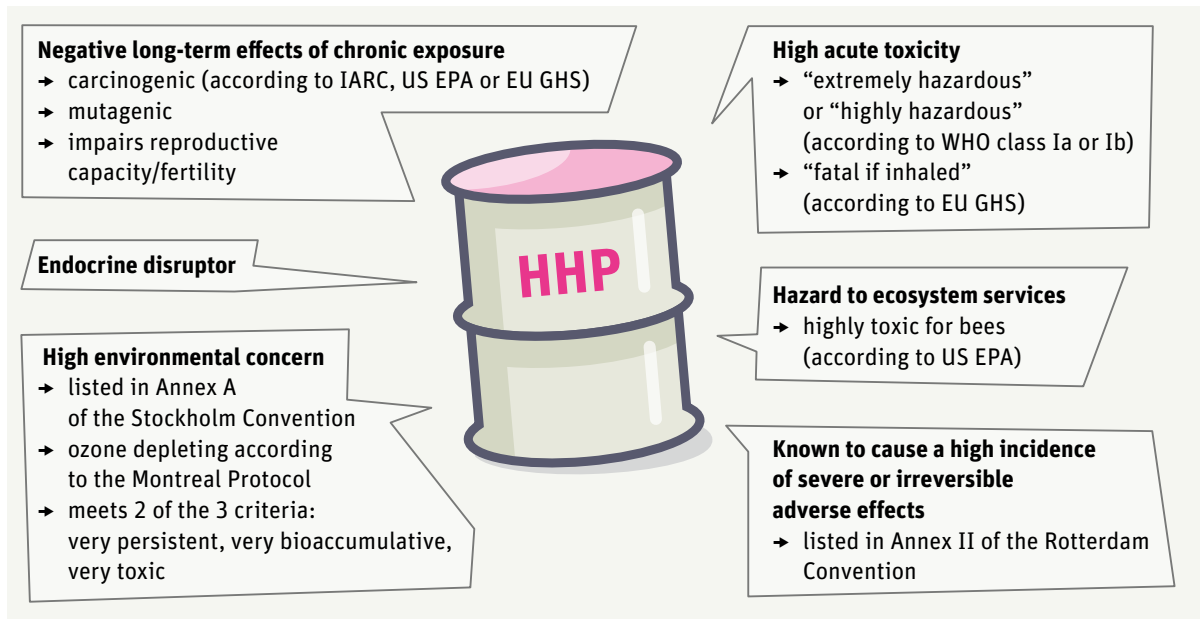 Negative long-term effects of chronic exposure
→ carcinogenic (according to IARC, US EPA or EU GHS)
→ mutagenic
→ impairs reproductive
capacity/fertility
Endocrine disruptor
High environmental concern
→ listed in Annex A
of the Stockholm Convention
→ ozone depleting according
to the Montreal Protocol
→ meets 2 of the 3 criteria:
very persistent, very bioaccumulative,
very toxic
HHP
High acute toxicity
→ “extremely hazardous”
or “highly hazardous”
(according to WHO class Ia or Ib)
→ “fatal if inhaled”
(according to EU GHS)
Hazard to ecosystem services
→ highly toxic for bees
(according to US EPA)
Known to cause a high incidence
of severe or irreversible
adverse effects
→ listed in Annex II of the Rotterdam
Convention